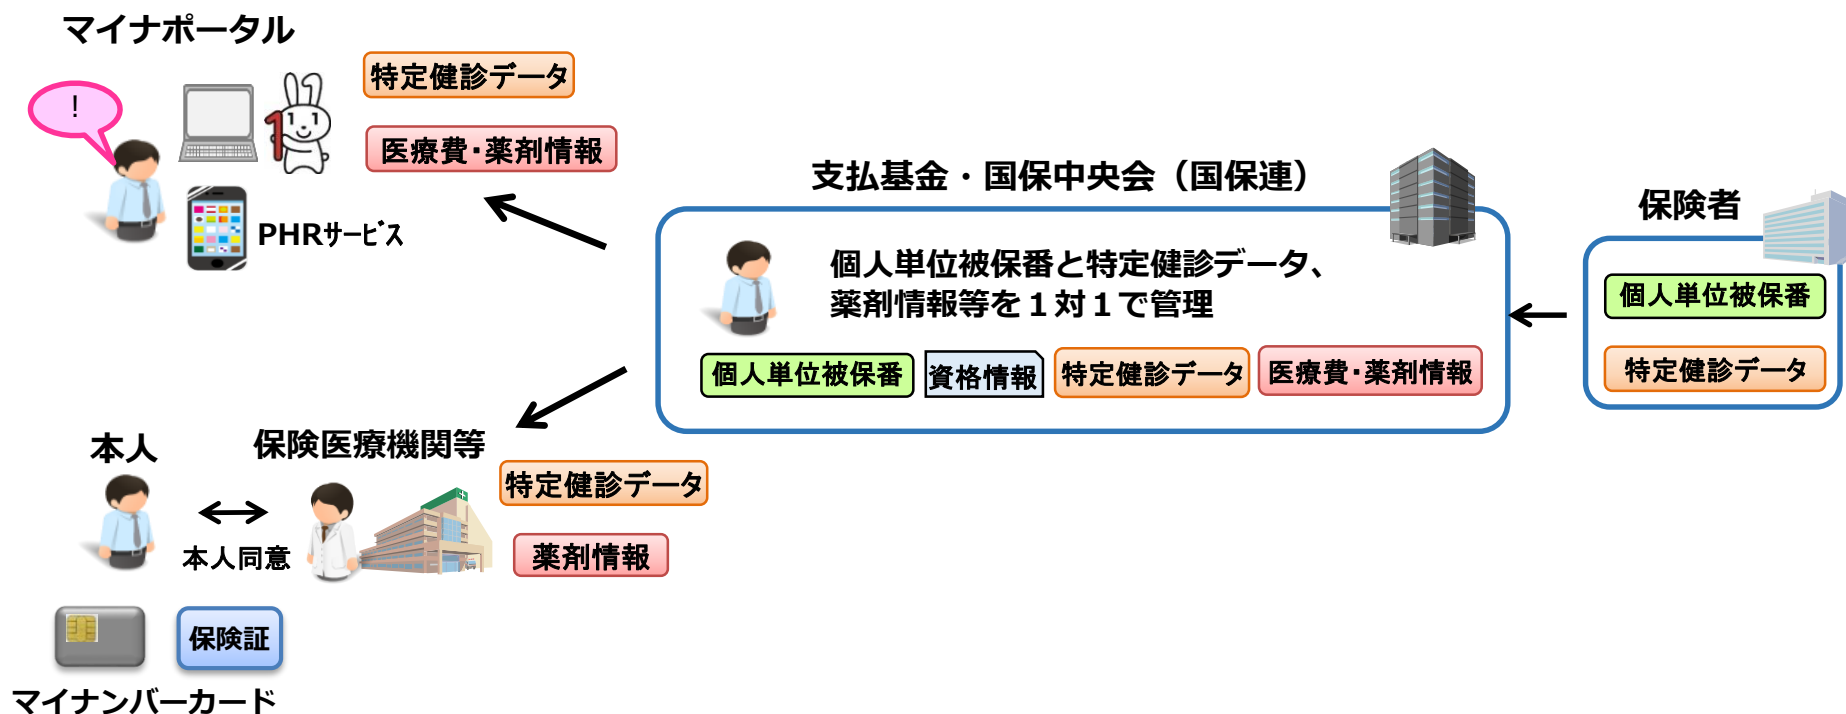 マイナポータル
!
特定健診データ
医療費・薬剤情報
PHRｻｰﾋﾞｽ
支払基金・国保中央会（国保連）
個人単位被保番と特定健診データ、
薬剤情報等を１対１で管理
個人単位被保番
資格情報
特定健診データ
医療費・薬剤情報
保険者
個人単位被保番
特定健診データ
本人
本人同意
保険医療機関等
特定健診データ
薬剤情報
保険証
マイナンバーカード